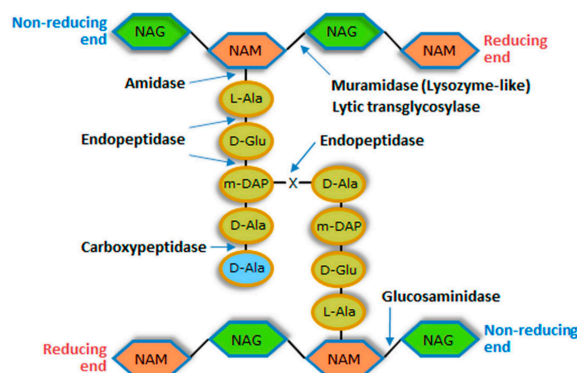 Non-reducing
end
NAG
NAM
NAG
NAM
Reducing
end
Amidase
Muramidase (Lysozyme-like)
Lytic transglycosylase
L-Ala
Endopeptidase
D-Glu
Endopeptidase
m-DAP
X
D-Ala
D-Ala
m-DAP
Carboxypeptidase
D-Ala
D-Glu
L-Ala
Glucosaminidase
Reducing
end
NAM
NAG
NAM
NAG
Non-reducing
end